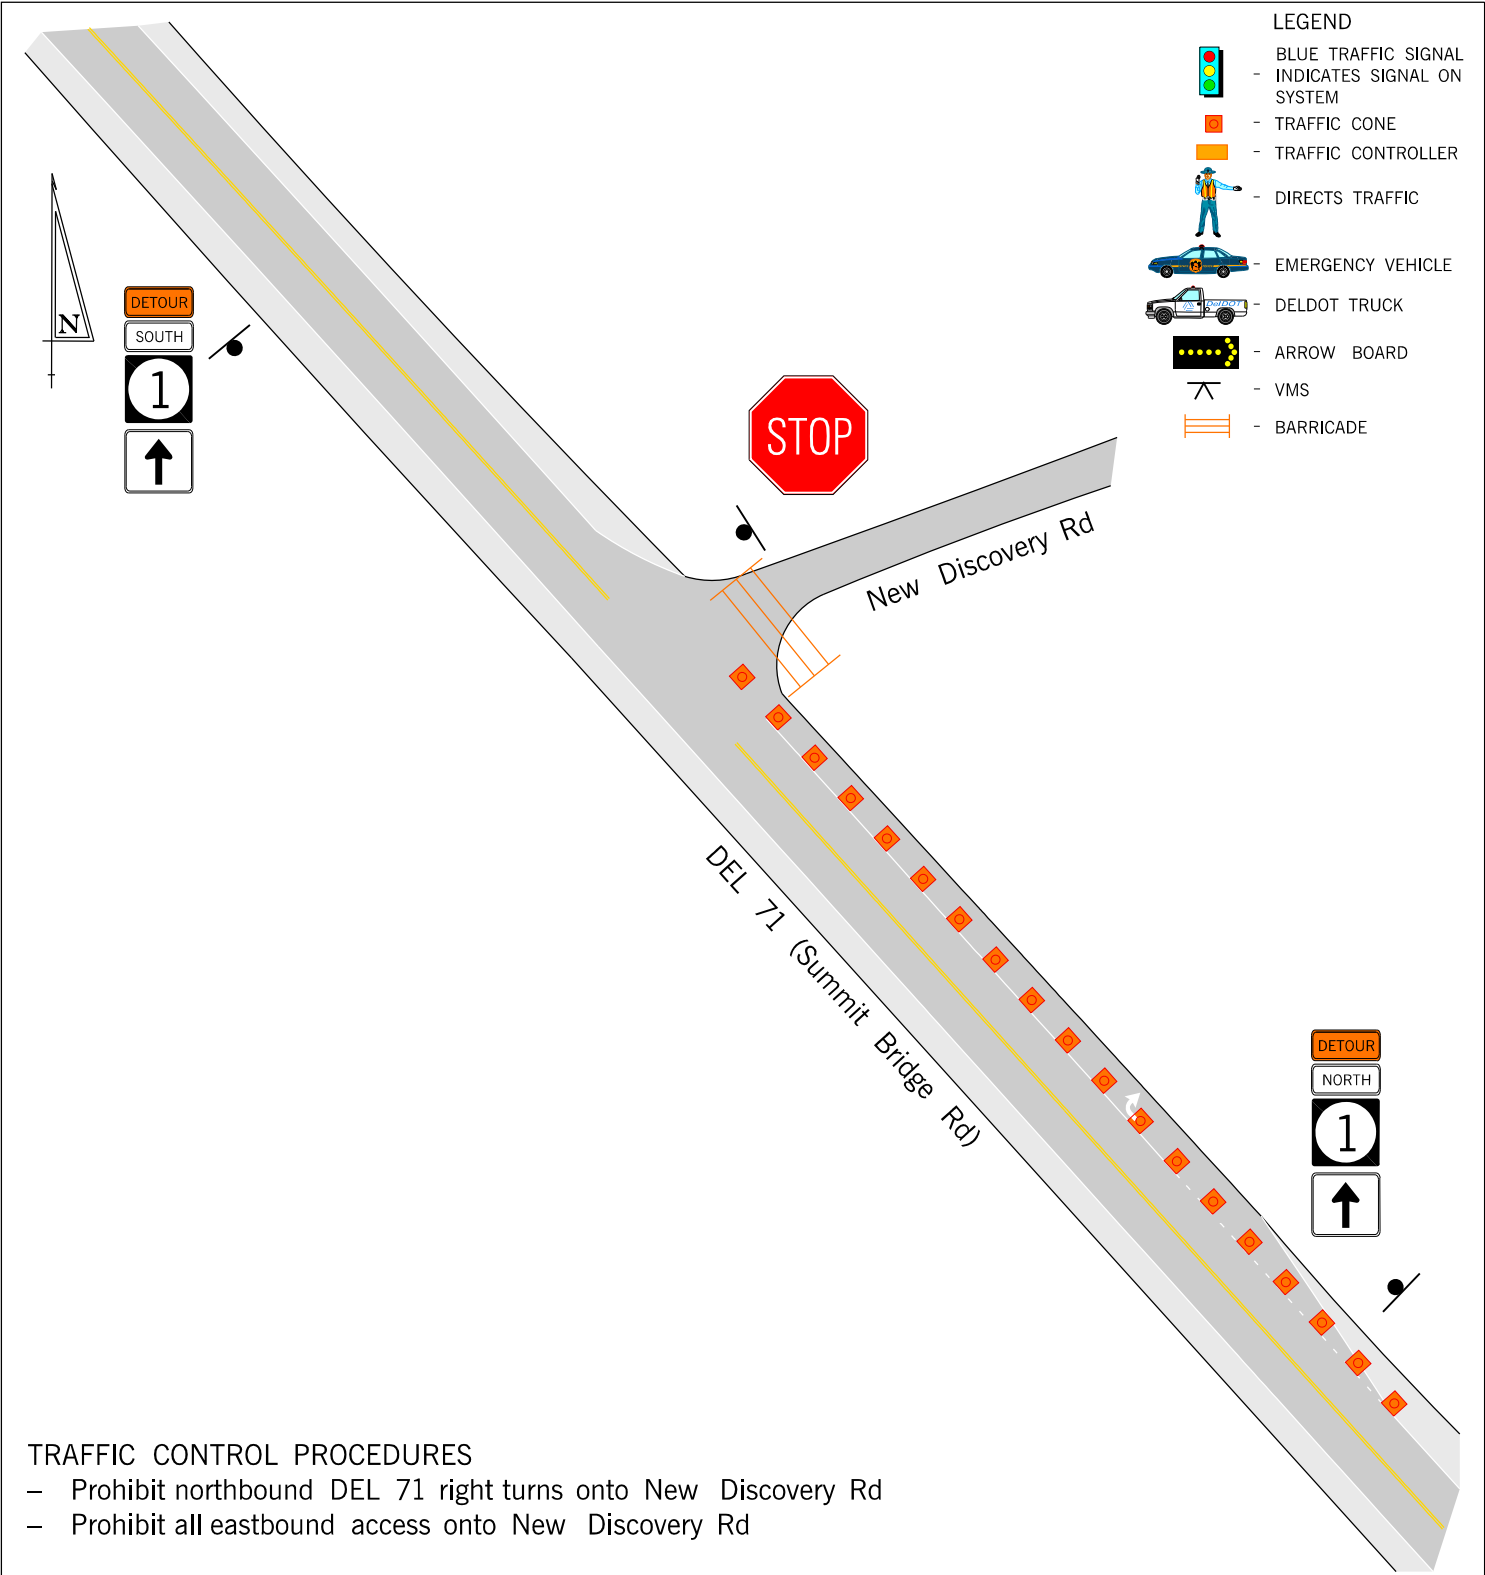 LEGEND
BLUE TRAFFIC SIGNAL
INDICATES SIGNAL ON
SYSTEM
TRAFFIC CONE
TRAFFIC CONTROLLER
DIRECTS TRAFFIC
EMERGENCY VEHICLE
DelDOT
DELDOT TRUCK
ARROW BOARD
VMS
BARRICADE
N
DETOUR
SOUTH
1
STOP
New Discovery Rd
DEL 71 (Summit Bridge Rd)
DETOUR
NORTH
1
TRAFFIC CONTROL PROCEDURES
– Prohibit northbound DEL 71 right turns onto New Discovery Rd
– Prohibit all eastbound access onto New Discovery Rd